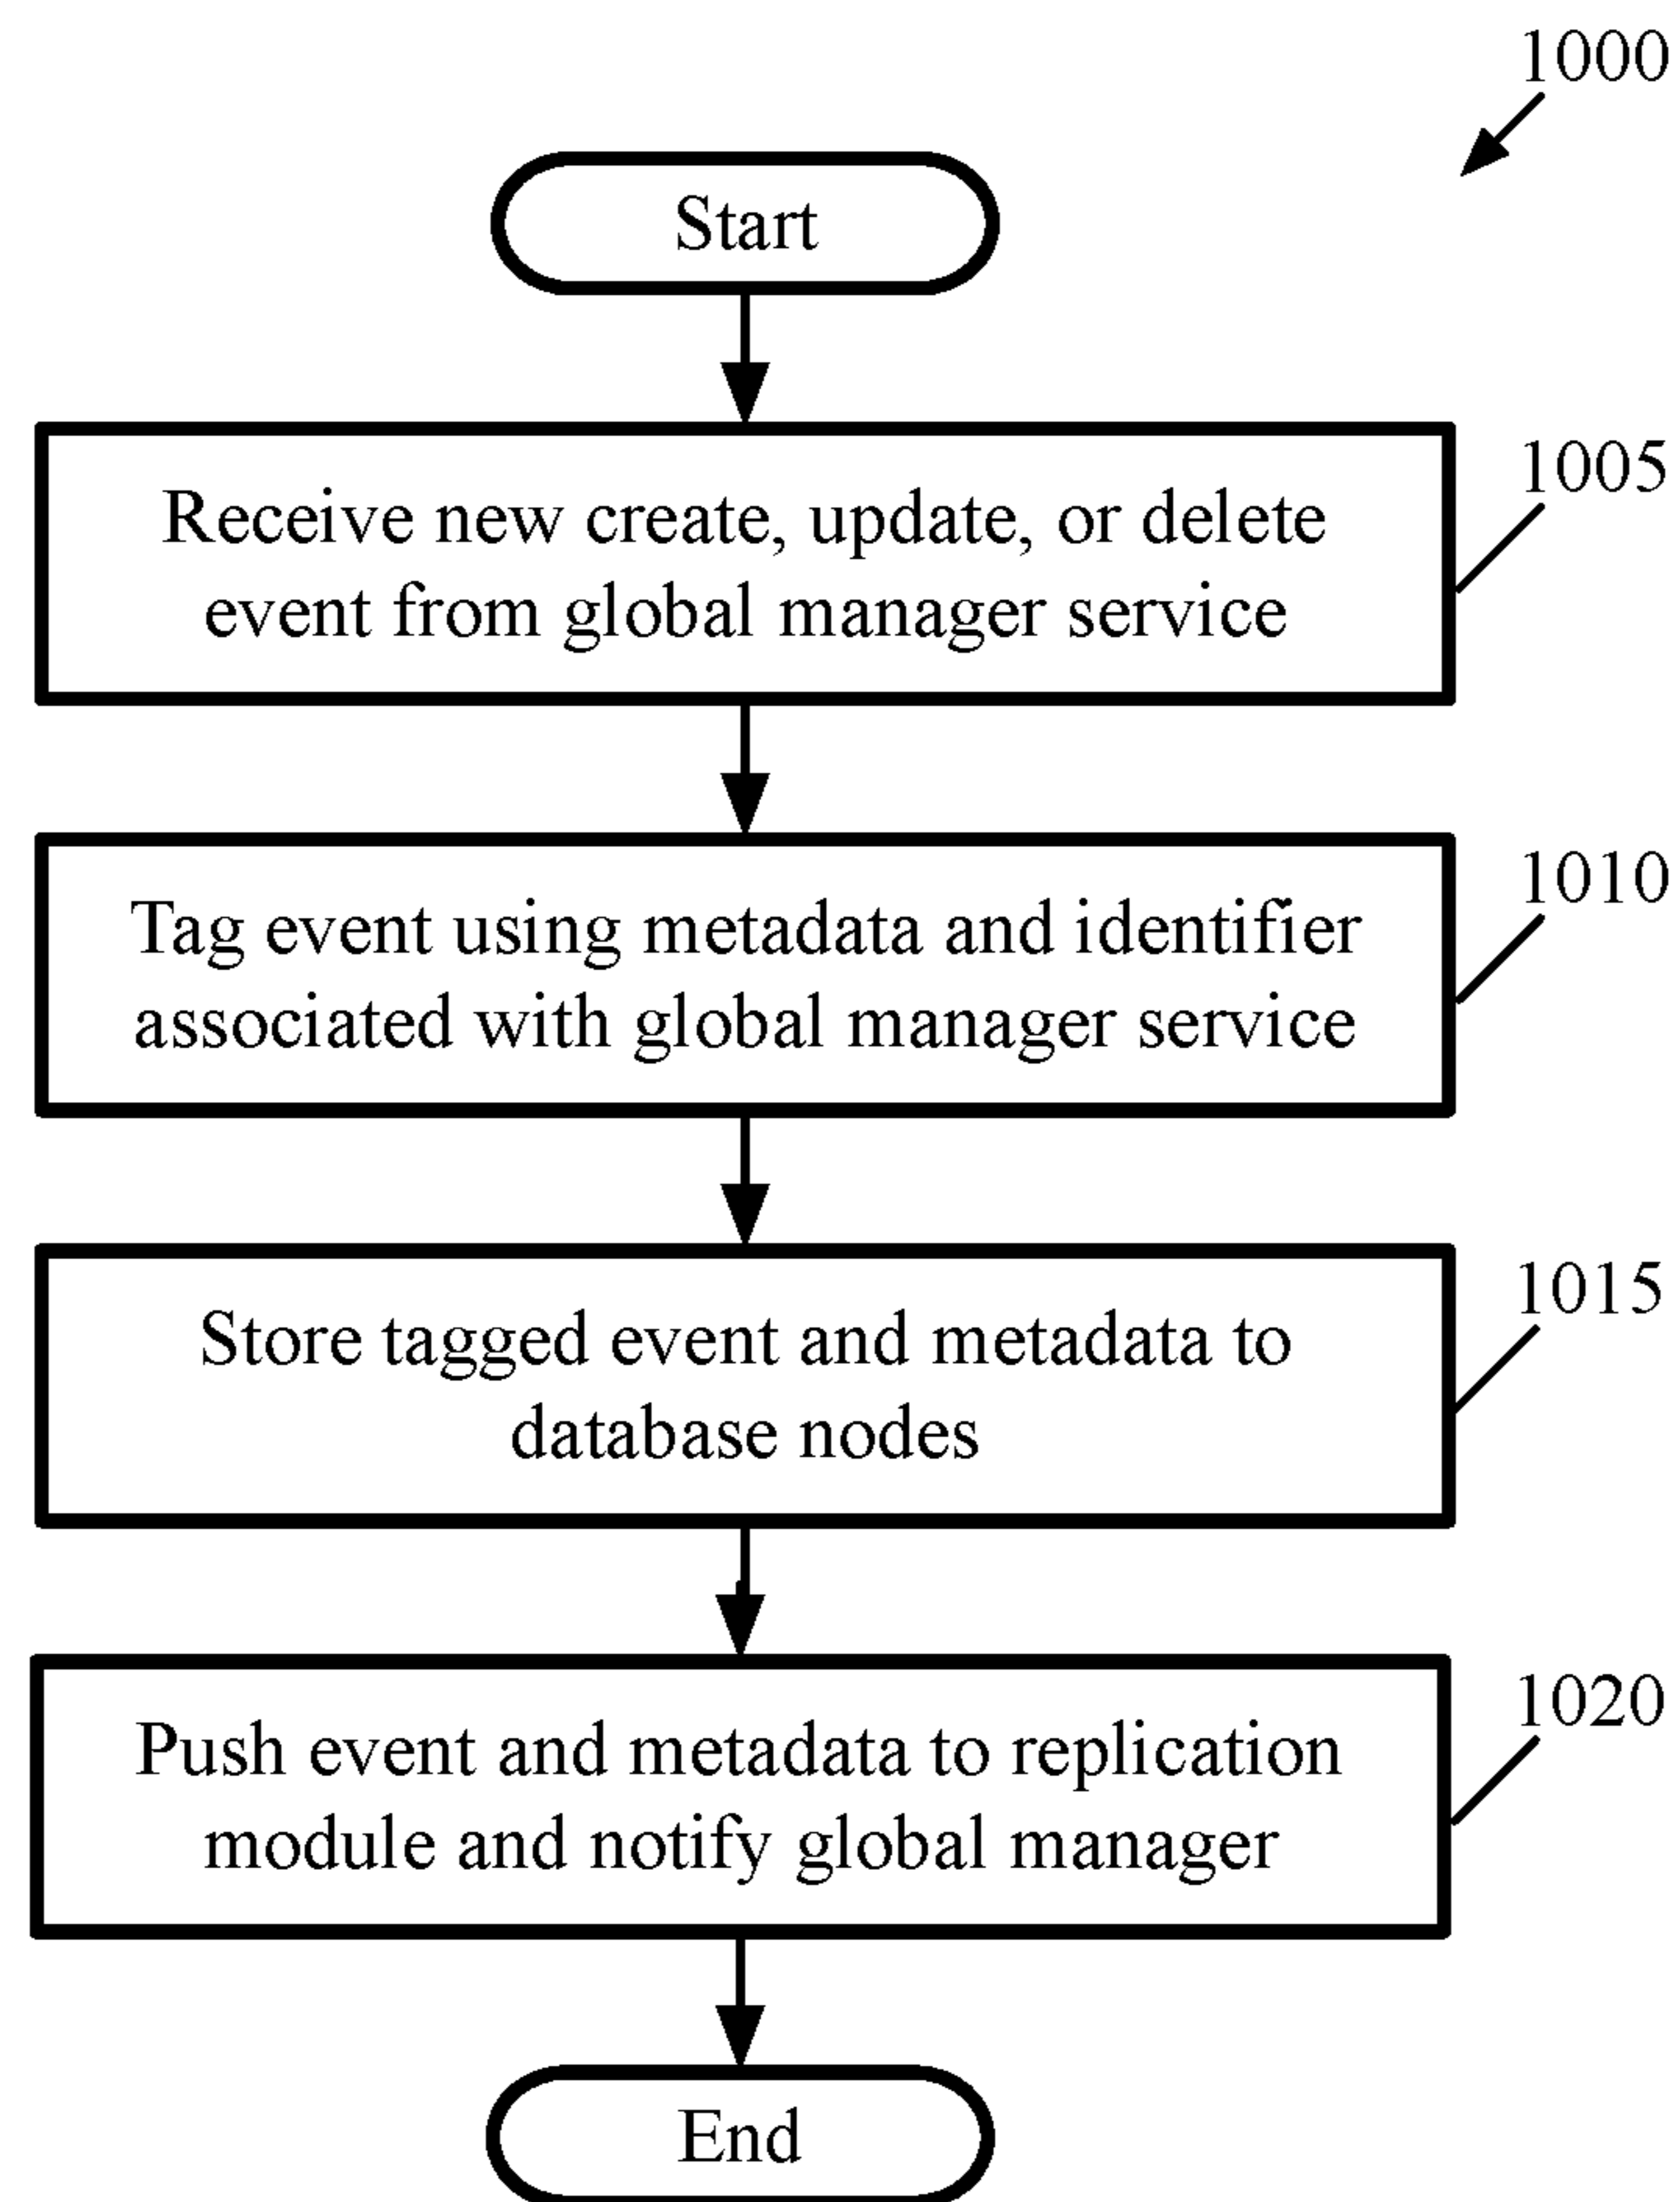 1000
Start
Receive new create, update, or delete
event from global manager service
1005
Tag event using metadata and identifier
associated with global manager service
1010
Store tagged event and metadata to
database nodes
1015
Push event and metadata to replication
module and notify global manager
1020
End